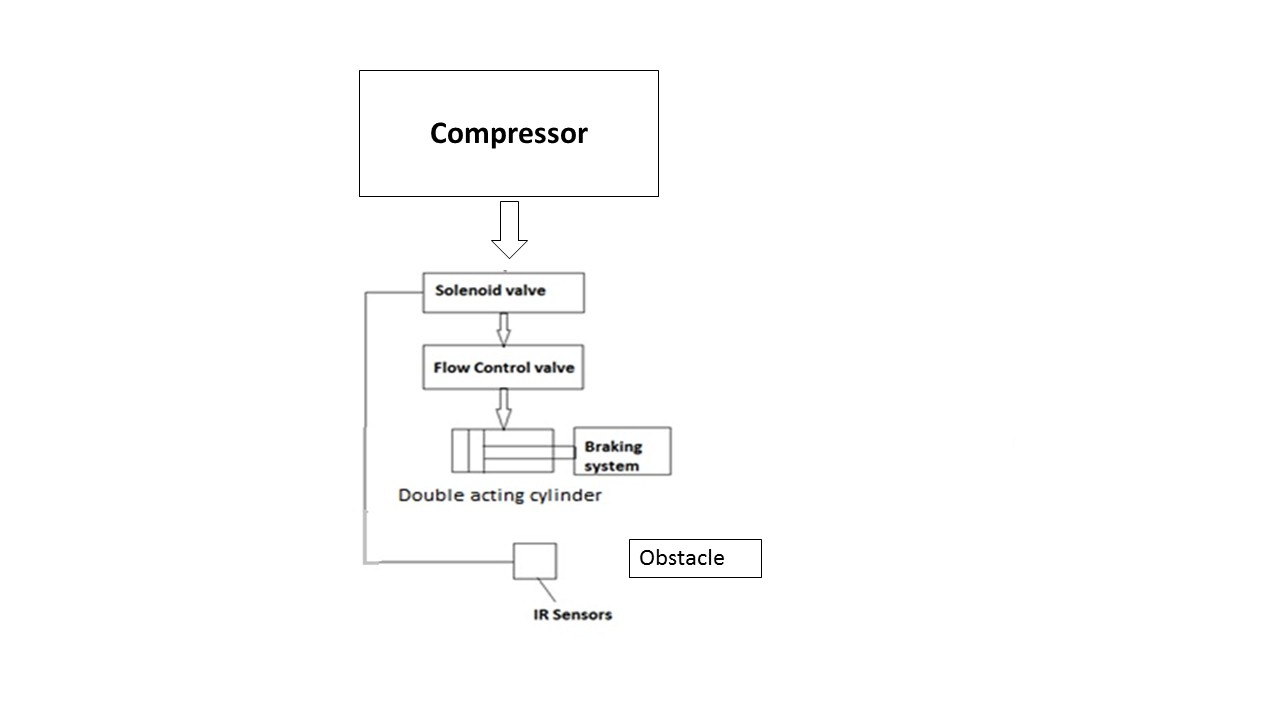 Compressor
Solenoid valve
Flow Control valve
Braking
system
Double acting cylinder
Obstacle
IR Sensors